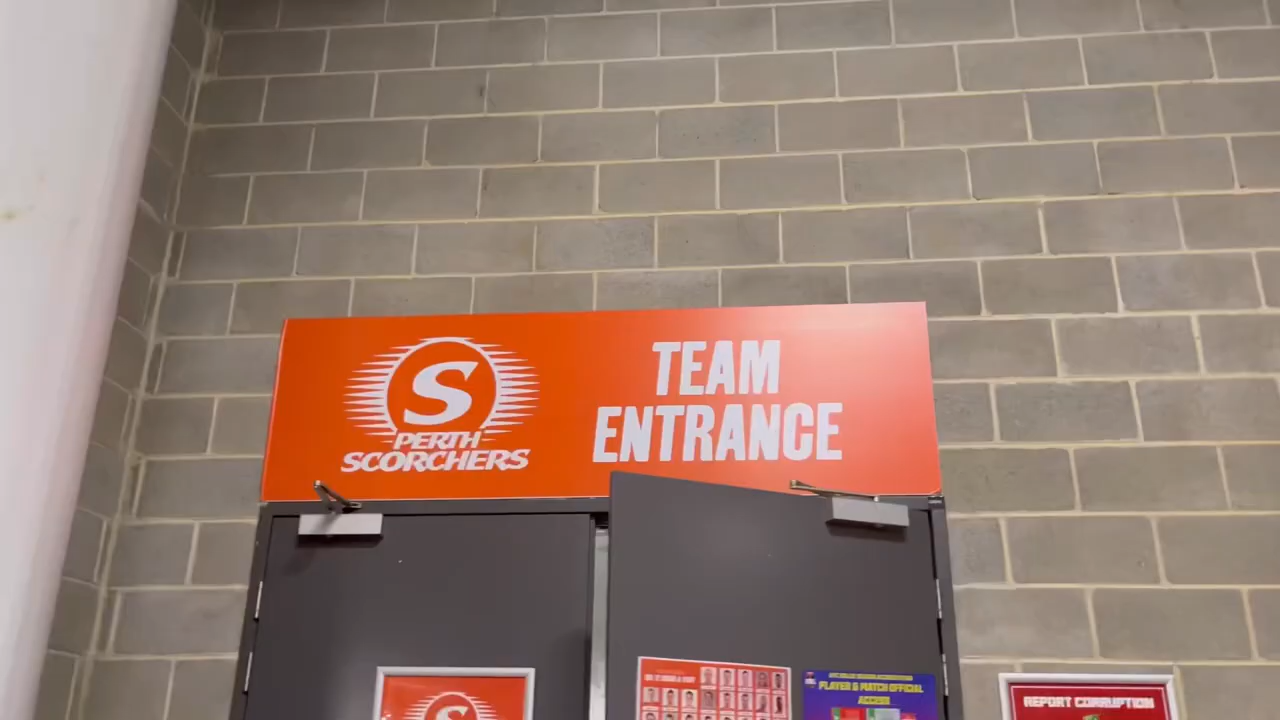 S
PERTH
SCORCHERS
TEAM
ENTRANCE
S
PLAYER & MATCH OFFICIAL
ACCESS
REPORT CORRUPTION